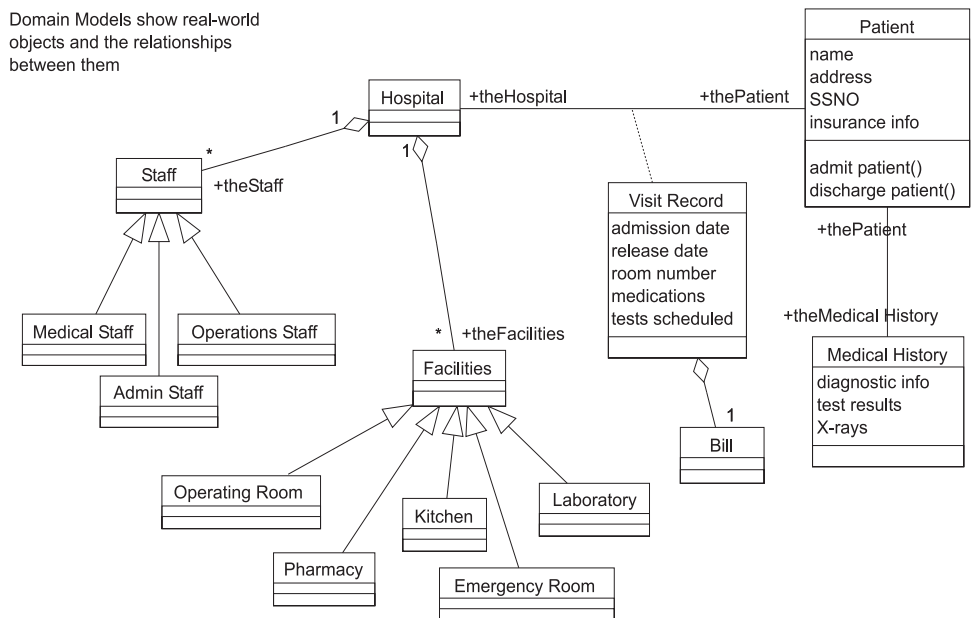 Domain Models show real-world
objects and the relationships
between them
Patient
name
address
SSNO
insurance info
admit patient()
discharge patient()
Hospital
+theHospital
+thePatient
1
1
*
+theStaff
Staff
Visit Record
admission date
release date
room number
medications
tests scheduled
+thePatient
+theMedical History
Medical Staff
Operations Staff
Admin Staff
*
+theFacilities
Facilities
Medical History
diagnostic info
test results
X-rays
1
Bill
Operating Room
Pharmacy
Kitchen
Laboratory
Emergency Room